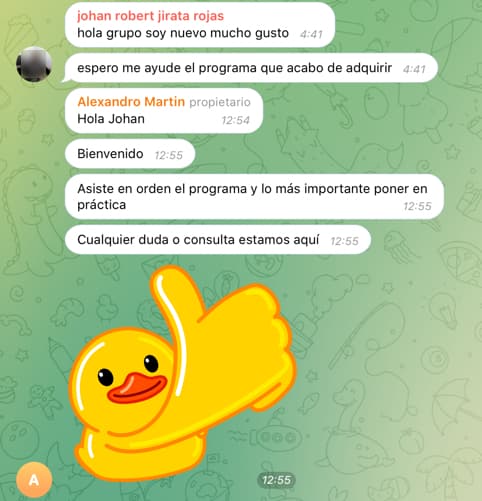 johan robert jirata rojas
hola grupo soy nuevo mucho gusto 4:41
espero me ayude el programa que acabo de adquirir 4:41
Alexandro Martin propietario
Hola Johan 12:54
Bienvenido 12:55
Asiste en orden el programa y lo más importante poner en
práctica 12:55
Cualquier duda o consulta estamos aquí 12:55
A 12:55